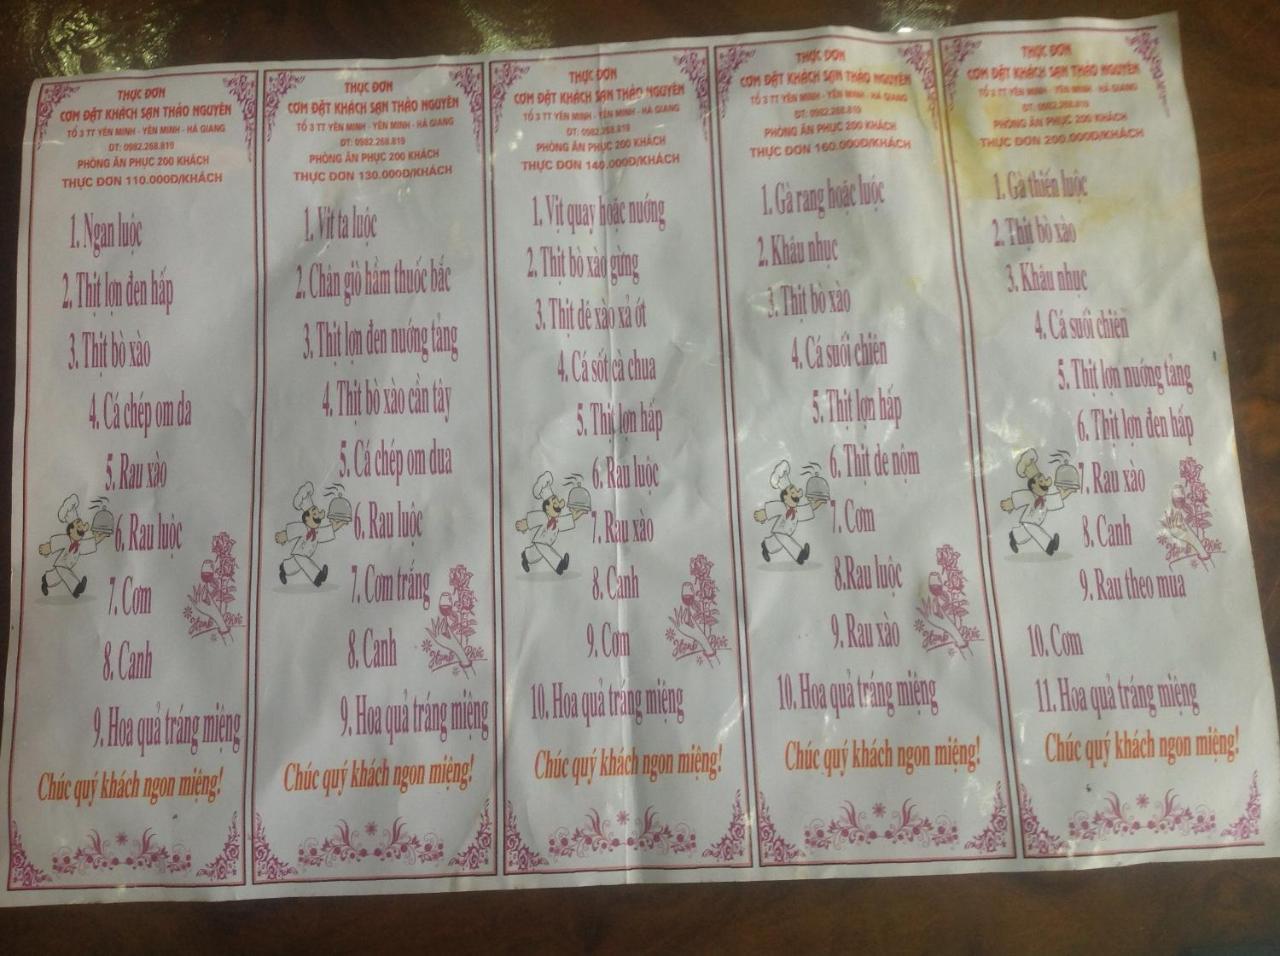 THỰC ĐƠN
CƠM ĐẶT KHÁCH SẠN THẢO NGUYÊN
TỔ 3 TT YÊN MINH - YÊN MINH - HÀ GIANG
ĐT: 0982.268.819
PHÒNG ĂN PHỤC 200 KHÁCH
THỰC ĐƠN 110.000Đ/KHÁCH
1. Ngan luộc
2. Thịt lợn đen hấp
3. Thịt bò xào
4. Cá chép om da
5. Rau xào
6. Rau luộc
7. Cơm
8. Canh
9. Hoa quả tráng miệng
Chúc quý khách ngon miệng!
THỰC ĐƠN
CƠM ĐẶT KHÁCH SẠN THẢO NGUYÊN
TỔ 3 TT YÊN MINH - YÊN MINH - HÀ GIANG
ĐT: 0982.268.819
PHÒNG ĂN PHỤC 200 KHÁCH
THỰC ĐƠN 130.000Đ/KHÁCH
1. Vịt ta luộc
2. Chân giò hầm thuốc bắc
3. Thịt lợn đen nướng tảng
4. Thịt bò xào cần tây
5. Cá chép om dua
6. Rau luộc
7. Cơm trắng
8. Canh
9. Hoa quả tráng miệng
Chúc quý khách ngon miệng!
THỰC ĐƠN
CƠM ĐẶT KHÁCH SẠN THẢO NGUYÊN
TỔ 3 TT YÊN MINH - YÊN MINH - HÀ GIANG
ĐT: 0982.268.819
PHÒNG ĂN PHỤC 200 KHÁCH
THỰC ĐƠN 140.000Đ/KHÁCH
1. Vịt quay hoặc nướng
2. Thịt bò xào gừng
3. Thịt dê xào xả ớt
4. Cá sốt cà chua
5. Thịt lợn hấp
6. Rau luộc
7. Rau xào
8. Canh
9. Cơm
10. Hoa quả tráng miệng
Chúc quý khách ngon miệng!
THỰC ĐƠN
CƠM ĐẶT KHÁCH SẠN THẢO NGUYÊN
TỔ 3 TT YÊN MINH - YÊN MINH - HÀ GIANG
ĐT: 0982.268.819
PHÒNG ĂN PHỤC 200 KHÁCH
THỰC ĐƠN 160.000Đ/KHÁCH
1. Gà rang hoặc luộc
2. Khâu nhục
3. Thịt bò xào
4. Cá suối chiên
5. Thịt lợn hấp
6. Thịt de nộm
7. Cơm
8.Rau luộc
9. Rau xào
10. Hoa quả tráng miệng
Chúc quý khách ngon miệng!
THỰC ĐƠN
CƠM ĐẶT KHÁCH SẠN THẢO NGUYÊN
TỔ 3 TT YÊN MINH - YÊN MINH - HÀ GIANG
ĐT: 0982.268.819
PHÒNG ĂN PHỤC 200 KHÁCH
THỰC ĐƠN 200.000Đ/KHÁCH
1. Gà thiến luộc
2. Thịt bò xào
3. Khâu nhục
4. Cá suối chiên
5. Thịt lợn nướng tảng
6. Thịt lợn đen hấp
7. Rau xào
8. Canh
9. Rau theo mua
10. Cơm
11. Hoa quả tráng miệng
Chúc quý khách ngon miệng!